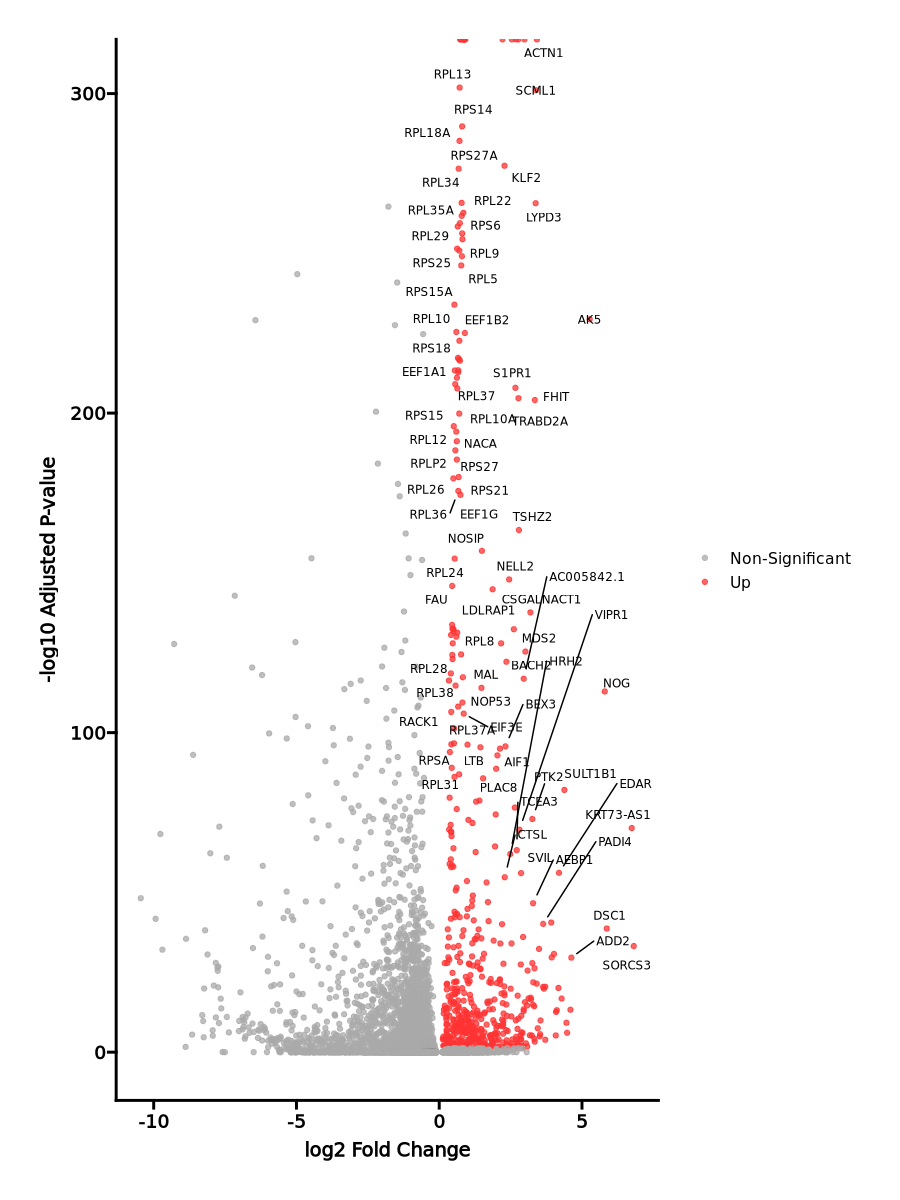 ACTN1
RPL13
SCML1
300
RPS14
RPL18A
RPS27A
KLF2
RPL34
RPL22
RPL35A
LYPD3
RPS6
RPL29
RPL9
RPS25
RPL5
RPS15A
RPL10
EEF1B2
AK5
RPS18
EEF1A1
S1PR1
RPL37
FHIT
200
RPS15
RPL10A
TRABD2A
RPL12
NACA
RPLP2
RPS27
RPL26
RPS21
RPL36
EEF1G
TSHZ2
NOSIP
Non-Significant
NELL2
RPL24
AC005842.1
Up
FAU
CSGALNACT1
LDLRAP1
VIPR1
RPL8
MDS2
RPL28
BACH2
HRH2
MAL
NOG
RPL38
NOP53
BEX3
RACK1
RPL37A
EIF3E
100
RPSA
LTB
AIF1
PTK2
SULT1B1
RPL31
PLAC8
EDAR
TCEA3
KRT73-AS1
CTSL
PADI4
SVIL
AEBP1
DSC1
ADD2
SORCS3
0
-10
-5
0
5
log2 Fold Change
-log10 Adjusted P-value